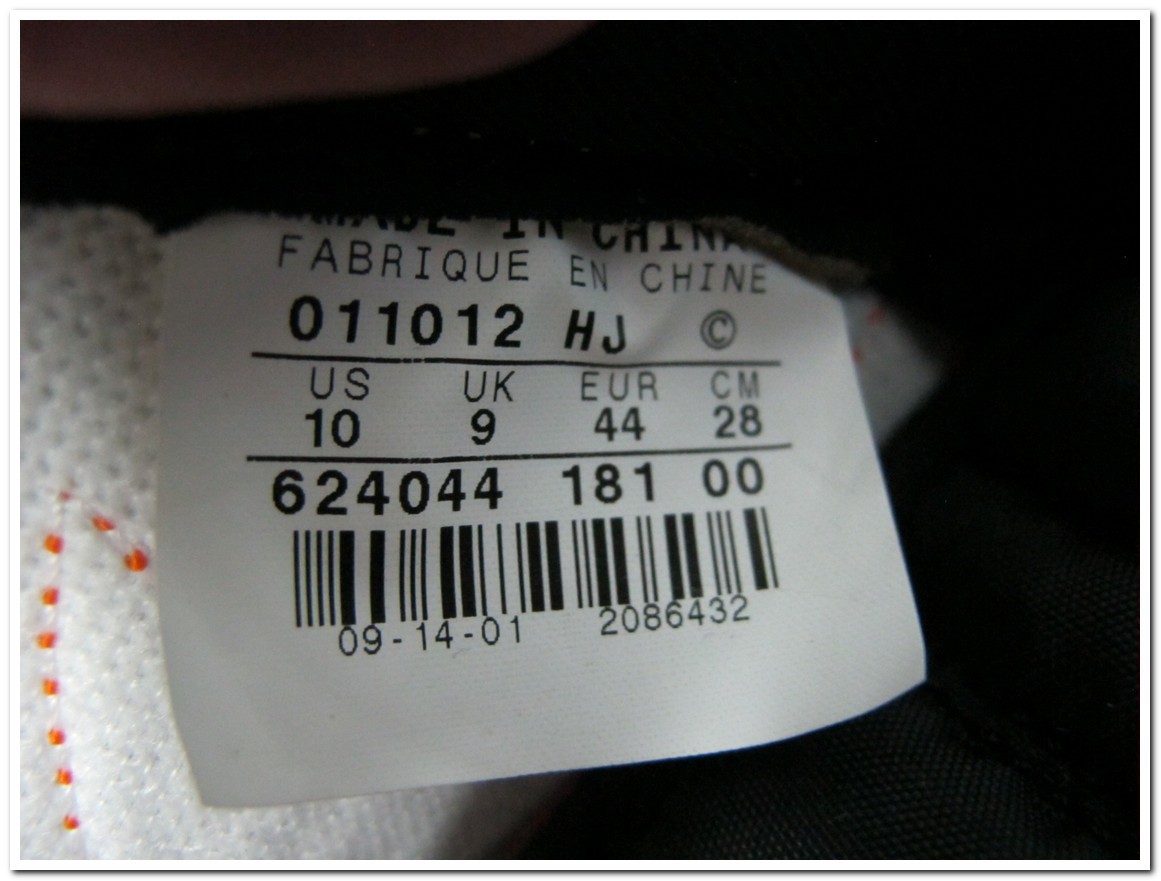 MADE IN CHINA
FABRIQUE EN CHINE
011012 HJ ©
US UK EUR CM
10 9 44 28
624044 181 00
09-14-01 2086432